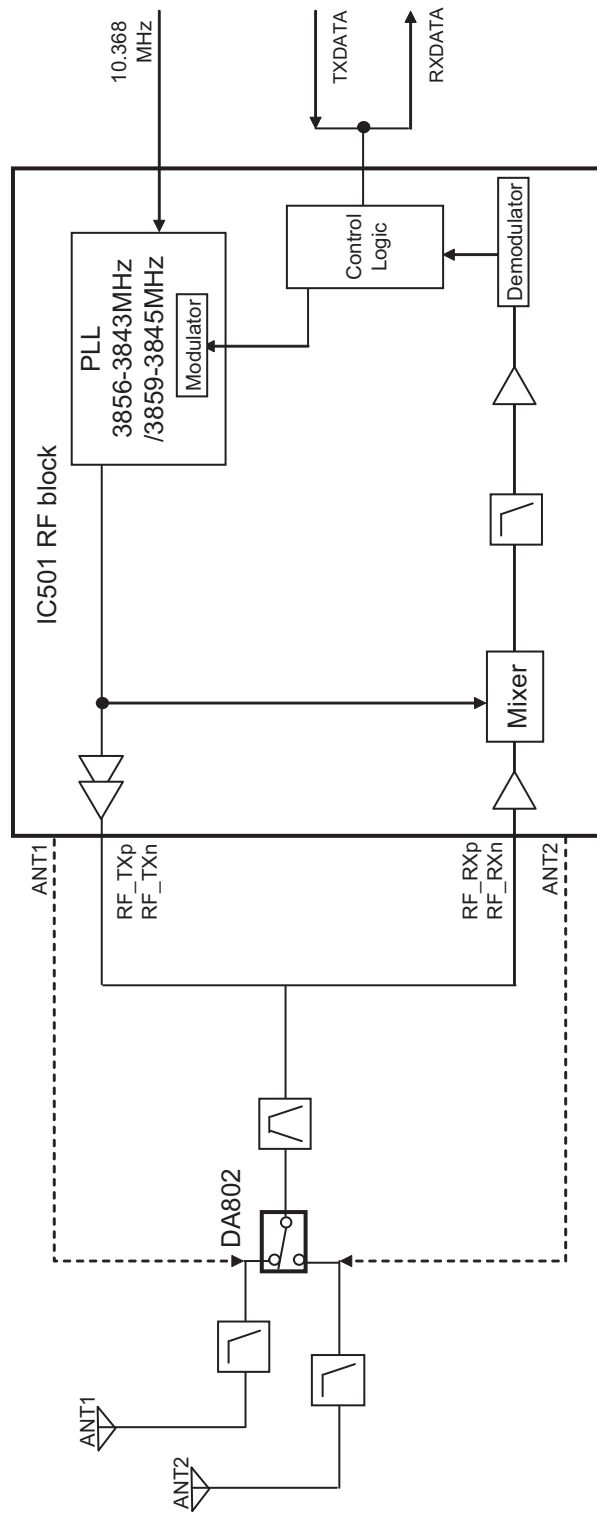 10.368
MHz
TXDATA
RXDATA
IC501 RF block
PLL
3856-3843MHz
/3859-3845MHz
Modulator
Control
Logic
Demodulator
Mixer
ANT1
RF_TXp
RF_TXn
RF_RXp
RF_RXn
ANT2
DA802
ANT1
ANT2